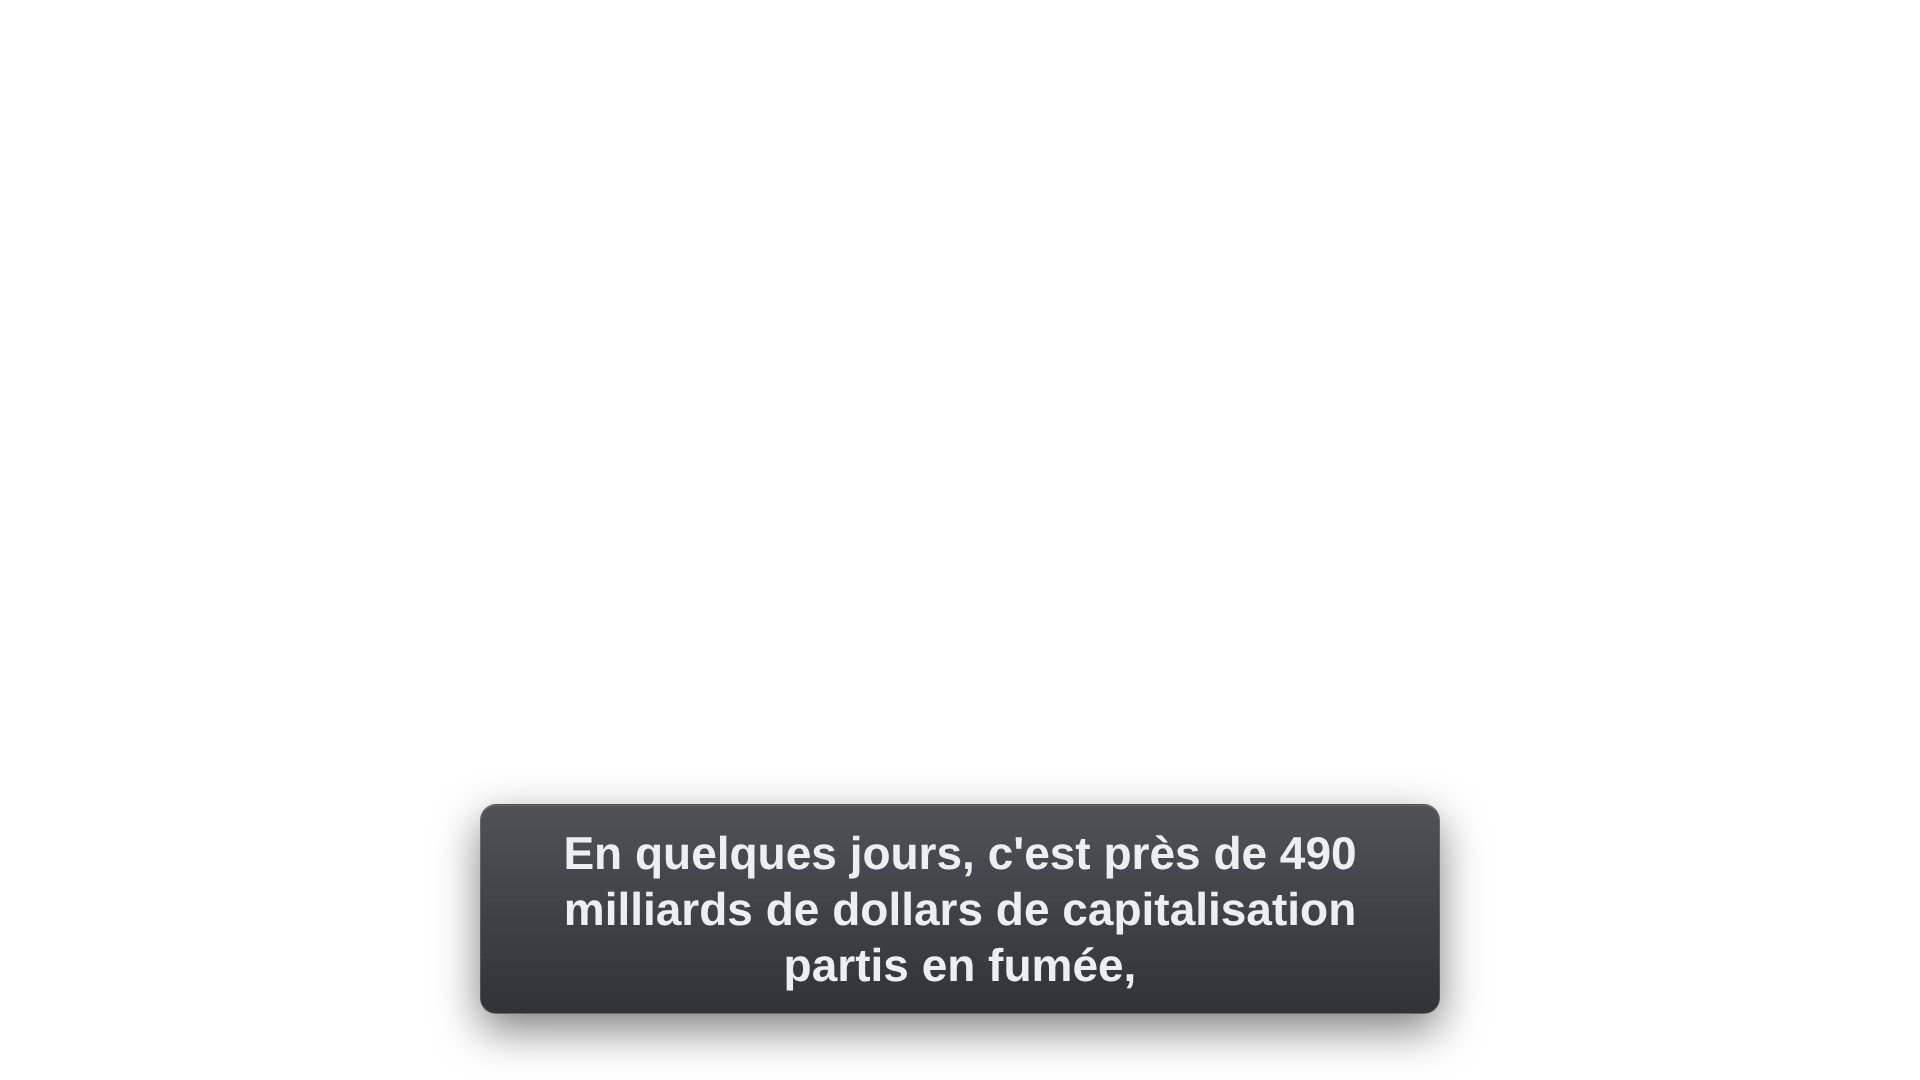 En quelques jours, c'est près de 490
milliards de dollars de capitalisation
partis en fumée,